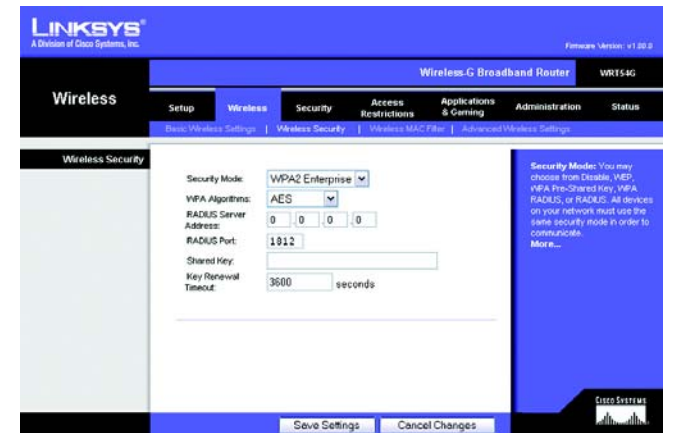 LINKSYS®
A Division of Cisco Systems, Inc.
Firmware Version: v1.00.0
Wireless-G Broadband Router WRT54G
Wireless
Setup Wireless Security Access Restrictions Applications & Gaming Administration Status
Basic Wireless Settings | Wireless Security | Wireless MAC Filter | Advanced Wireless Settings
Wireless Security
Security Mode: WPA2 Enterprise
WPA Algorithms: AES
RADIUS Server Address: 0 . 0 . 0 . 0
RADIUS Port: 1812
Shared Key:
Key Renewal Timeout: 3600 seconds
Security Mode: You may
choose from Disable, WEP,
WPA Pre-Shared Key, WPA
RADIUS, or RADIUS. All devices
on your network must use the
same security mode in order to
communicate.
More...
CISCO SYSTEMS
Save Settings Cancel Changes